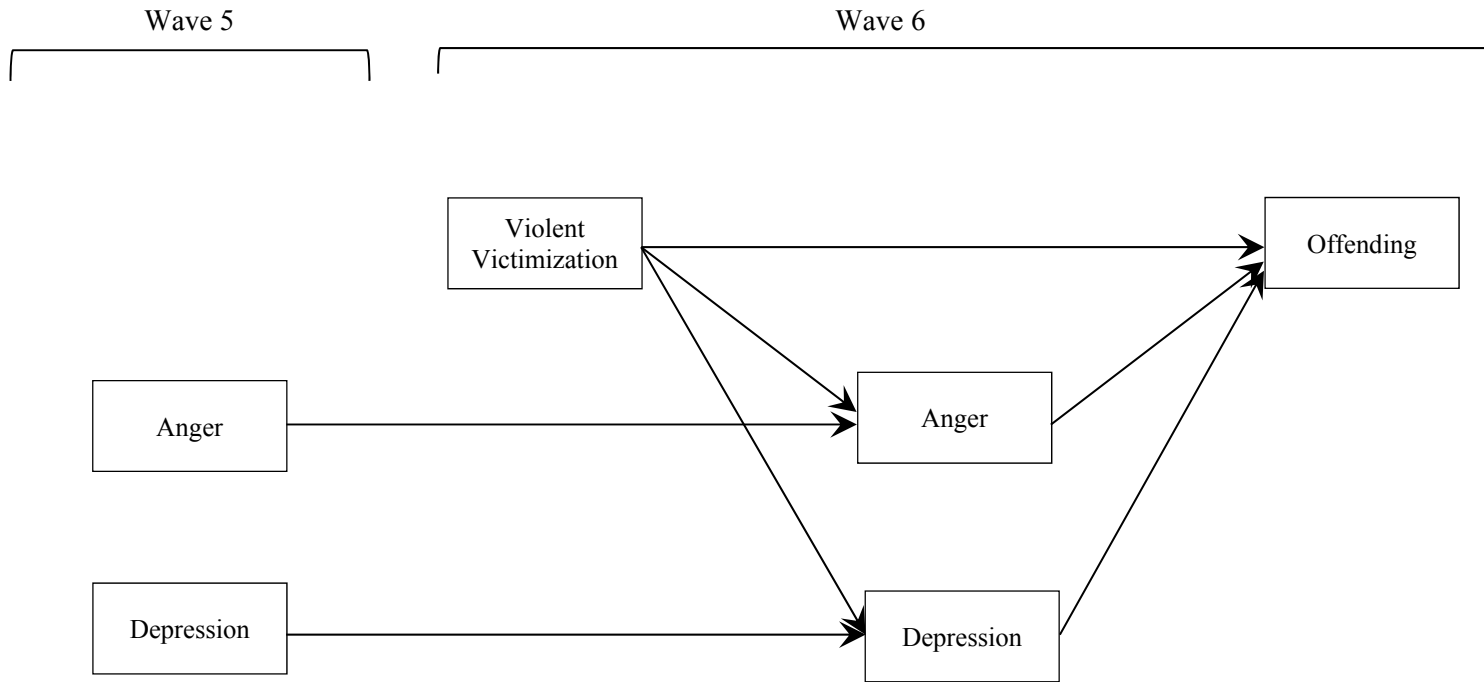 Wave 5
Wave 6
Violent
Victimization
Offending
Anger
Anger
Depression
Depression